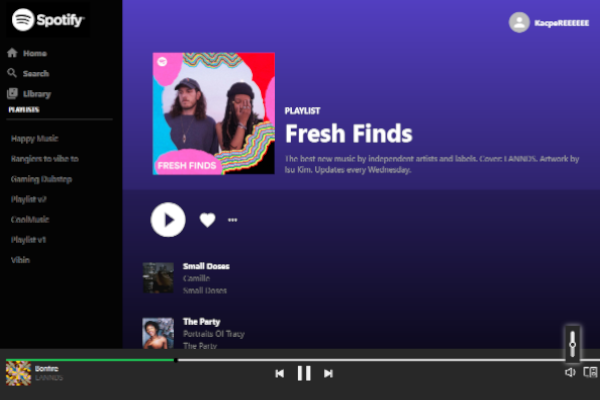 Spotify
Home
Search
Library
PLAYLISTS
Happy Music
Bangiers to vibe to
Gaming Dubstep
Playlist v2
CoolMusic
Playlist v1
Vibin
KacpeREEEEEE
FRESH FINDS
PLAYLIST
Fresh Finds
The best new music by independent artists and labels. Cover: LANNDS. Artwork by
Isu Kim. Updates every Wednesday.
Small Doses
Camille
Small Doses
The Party
Portraits Of Tracy
The Party
Bonfire
LANNDS